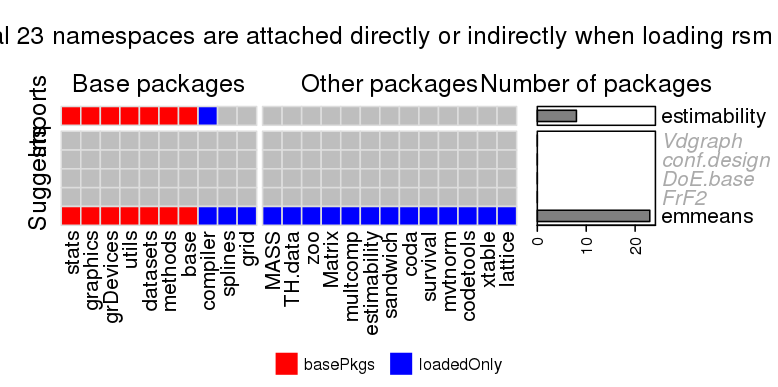 al 23 namespaces are attached directly or indirectly when loading rsm
Base packages
Other packages
Number of packages
Imports
Suggests
estimability
Vdgraph
conf.design
DoE.base
FrF2
emmeans
stats
graphics
grDevices
utils
datasets
methods
base
compiler
splines
grid
MASS
TH.data
zoo
Matrix
multcomp
estimability
sandwich
coda
survival
mvtnorm
codetools
xtable
lattice
0
10
20
basePkgs
loadedOnly